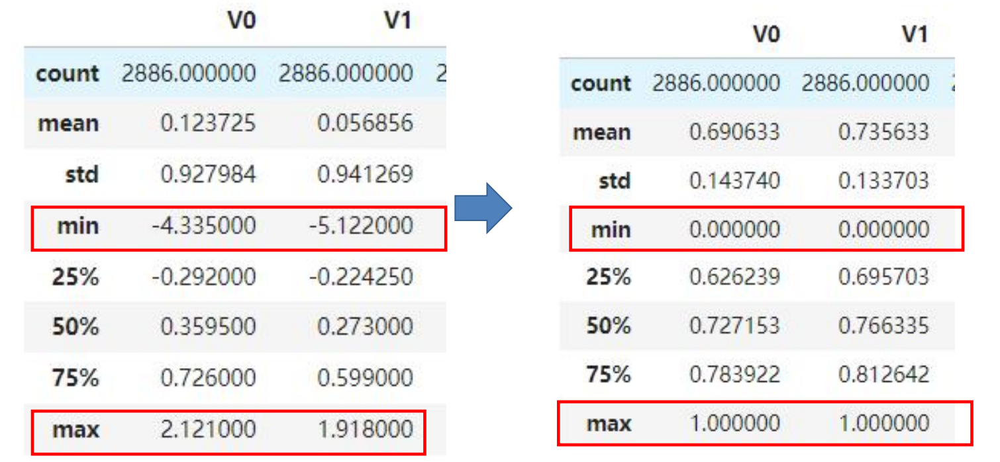 V0 V1
count 2886.000000 2886.000000 2
mean 0.123725 0.056856
std 0.927984 0.941269
min -4.335000 -5.122000
25% -0.292000 -0.224250
50% 0.359500 0.273000
75% 0.726000 0.599000
max 2.121000 1.918000
V0 V1
count 2886.000000 2886.000000
mean 0.690633 0.735633
std 0.143740 0.133703
min 0.000000 0.000000
25% 0.626239 0.695703
50% 0.727153 0.766335
75% 0.783922 0.812642
max 1.000000 1.000000